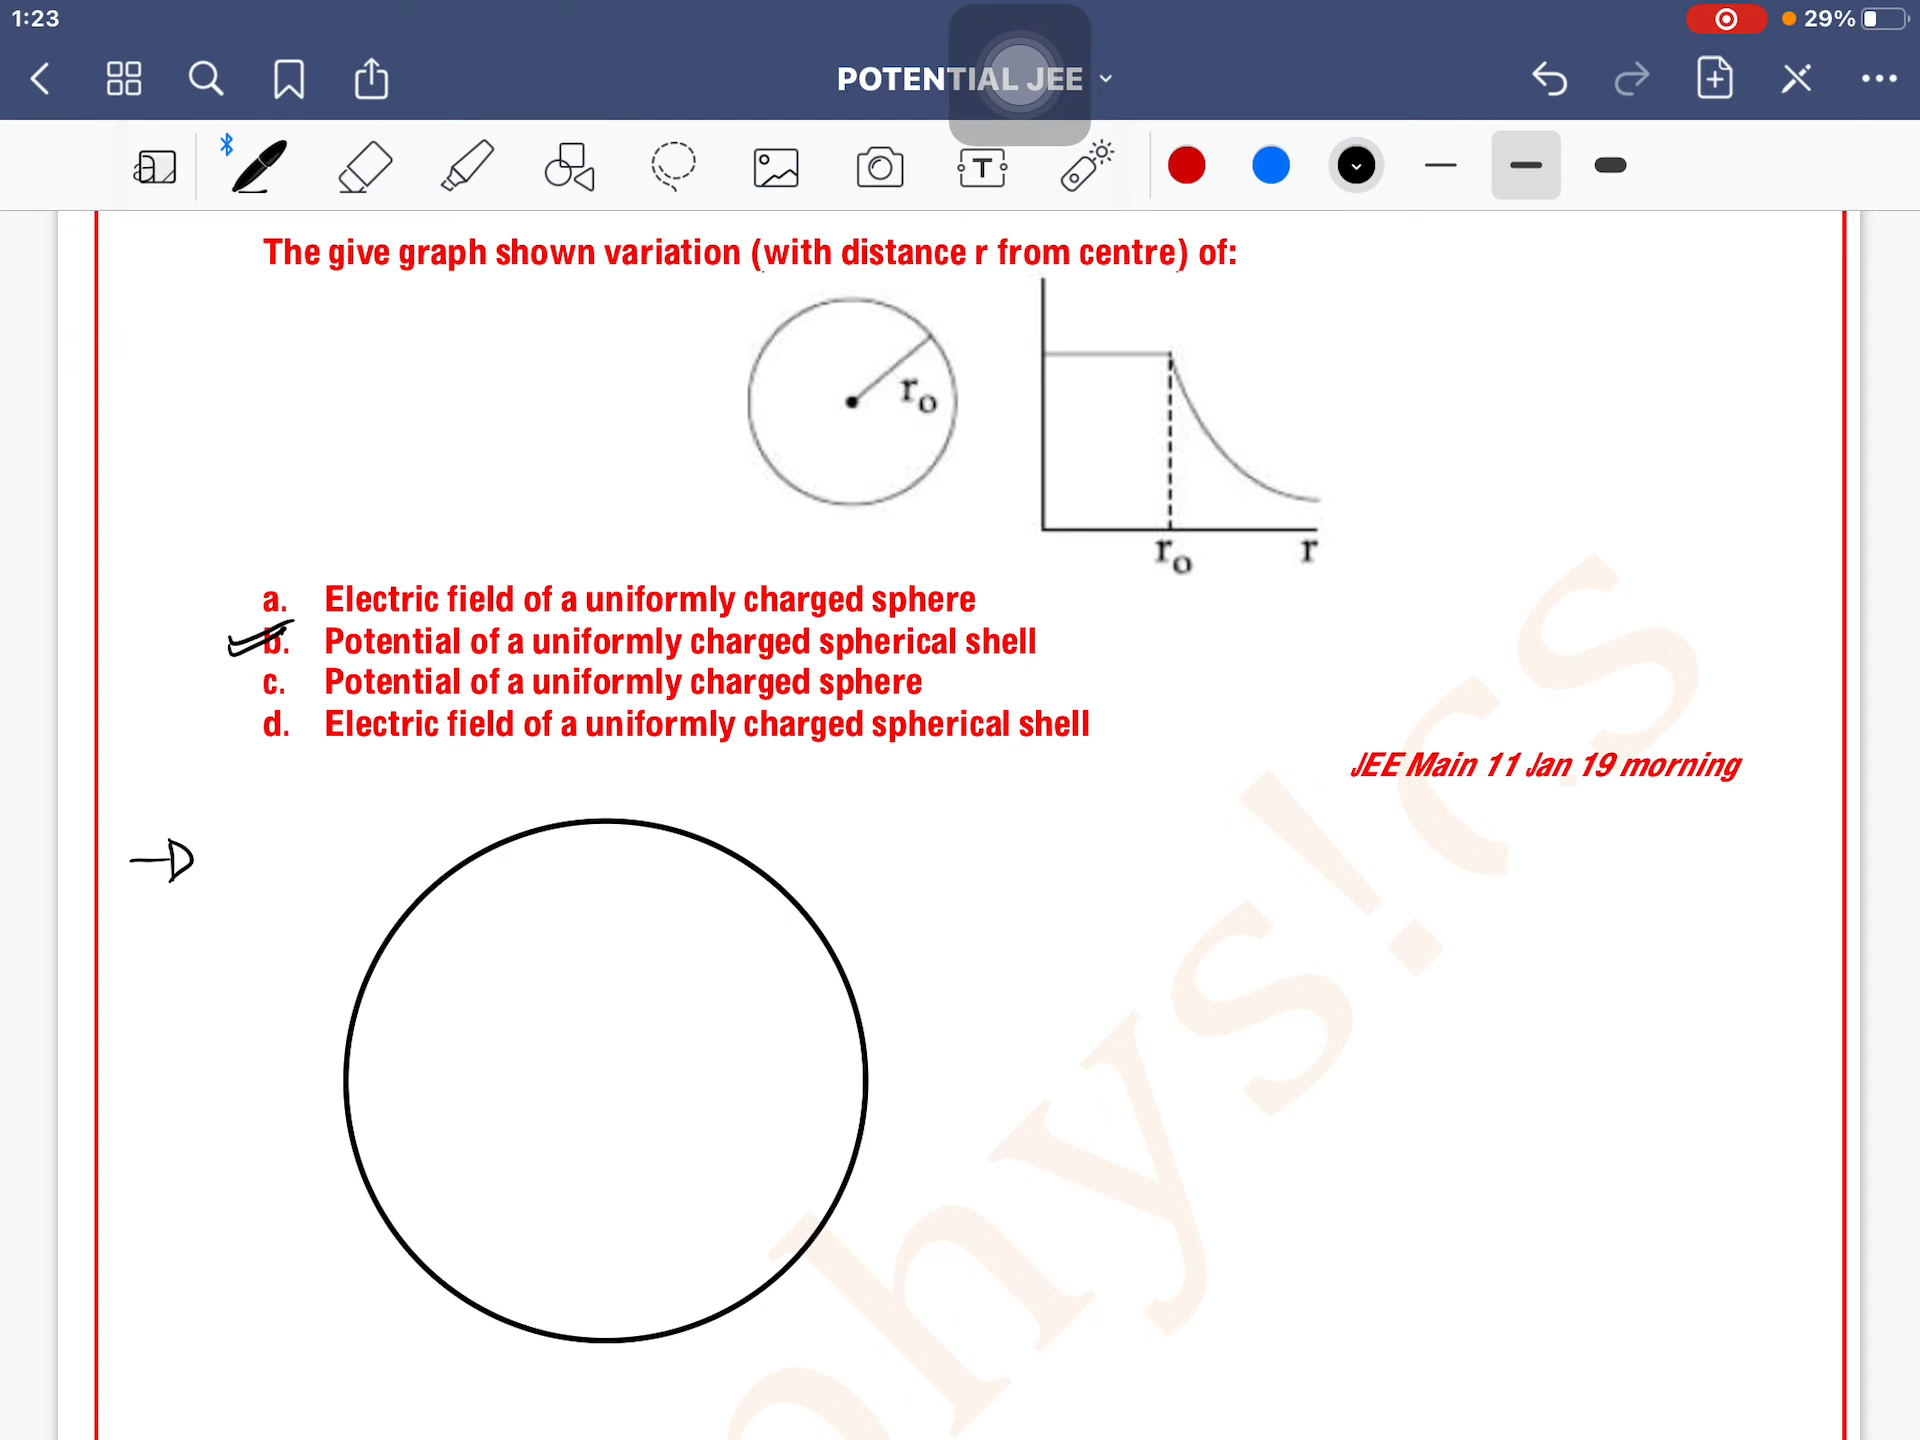 1:23
29%
POTENTIAL JEE
The give graph shown variation (with distance r from centre) of:
r₀
r₀ r
a. Electric field of a uniformly charged sphere
b. Potential of a uniformly charged spherical shell
c. Potential of a uniformly charged sphere
d. Electric field of a uniformly charged spherical shell
JEE Main 11 Jan 19 morning
phys!cs